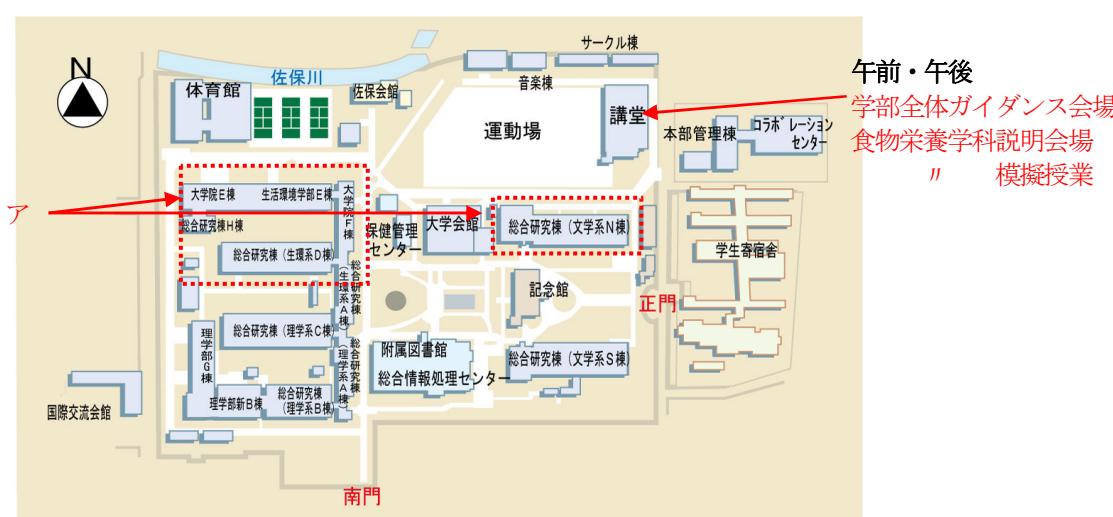 サークル棟
N
佐保川
音楽棟
体育館
佐保会館
午前・午後
学部全体ガイダンス会場
食物栄養学科説明会場
〃　模擬授業
講堂
運動場
本部管理棟
コラボレーション
センター
大学院E棟
生活環境学部E棟
大学院F棟
ア
総合研究棟H棟
保健管理
センター
大学会館
総合研究棟（文学系N棟）
学生寄宿舎
総合研究棟（生環系D棟）
総合研究棟
（生環系A棟）
記念館
正門
総合研究棟（理学系C棟）
理学部G棟
総合研究棟
（理学系A棟）
附属図書館
総合情報処理センター
総合研究棟（文学系S棟）
国際交流会館
理学部新B棟
総合研究棟
（理学系B棟）
南門